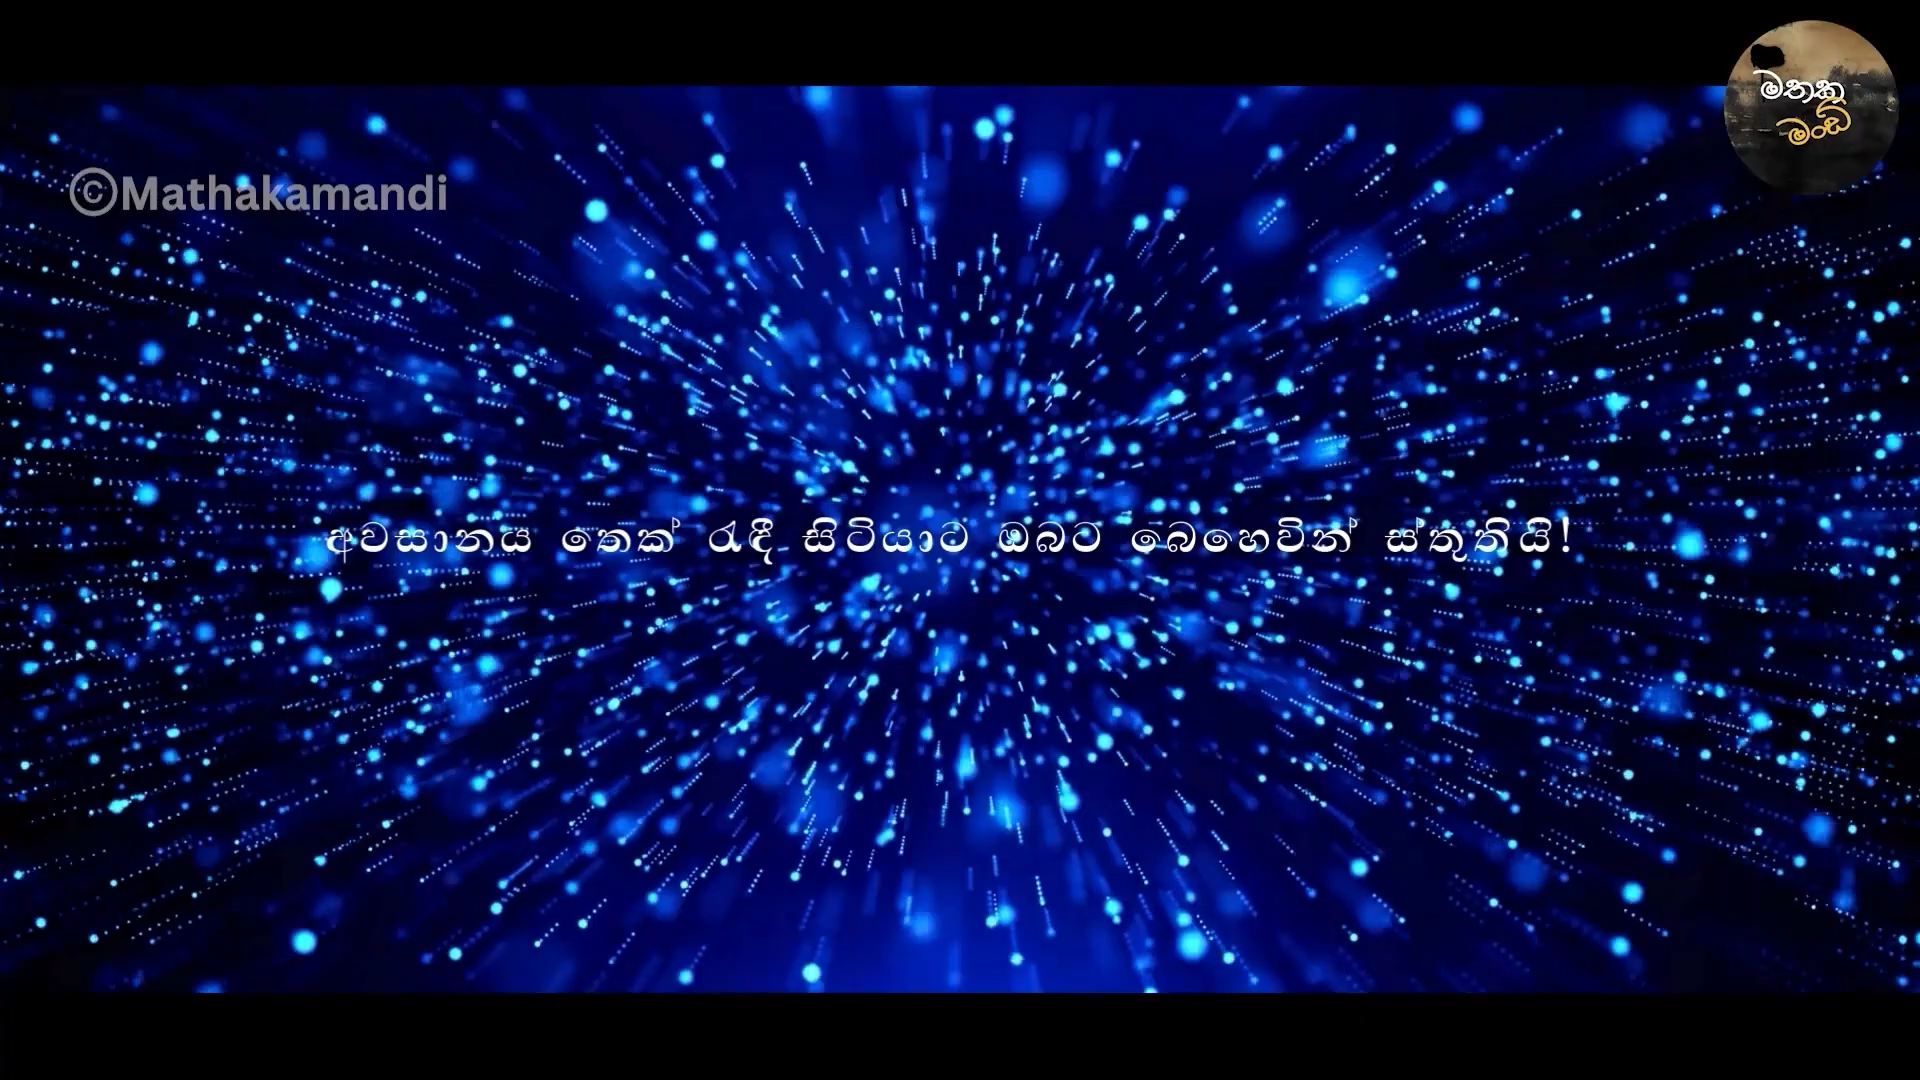 මතක
මංඩි
©Mathakamandi
අවසානය තෙක් රැඳී සිටියාට ඔබට බෙහෙවින් ස්තූතියි!